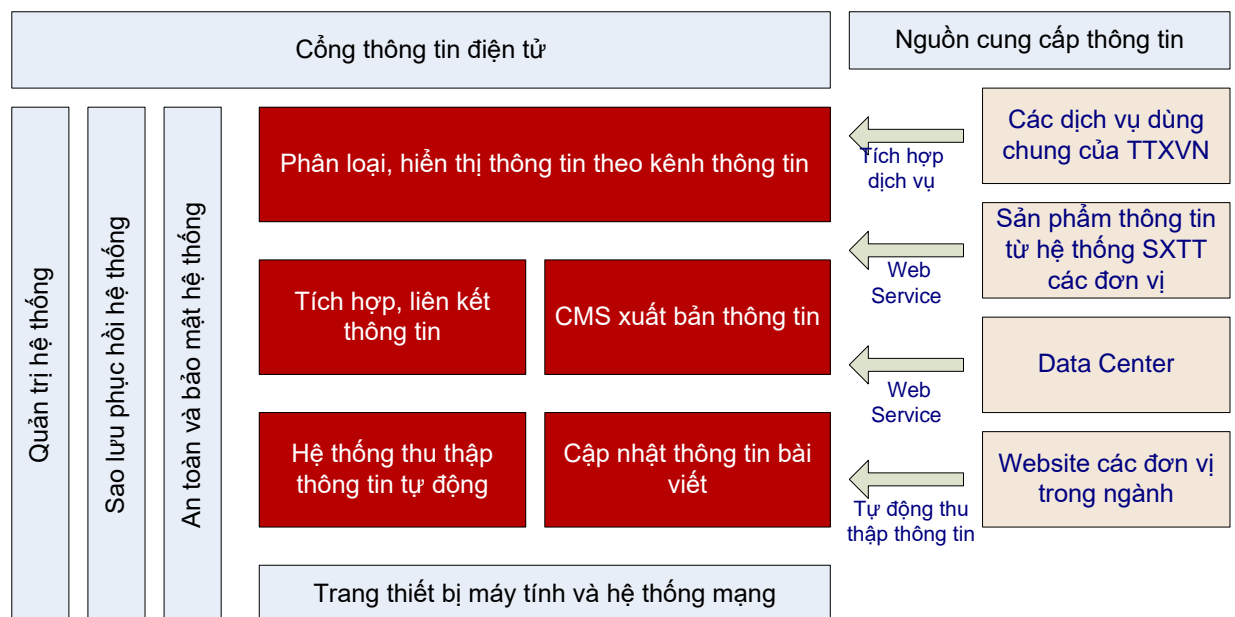 Cổng thông tin điện tử
Nguồn cung cấp thông tin
Quản trị hệ thống
Sao lưu phục hồi hệ thống
An toàn và bảo mật hệ thống
Phân loại, hiển thị thông tin theo kênh thông tin
Tích hợp, liên kết
thông tin
CMS xuất bản thông tin
Hệ thống thu thập
thông tin tự động
Cập nhật thông tin bài
viết
Trang thiết bị máy tính và hệ thống mạng
Tích hợp
dịch vụ
Các dịch vụ dùng
chung của TTXVN
Web
Service
Sản phẩm thông tin
từ hệ thống SXTT
các đơn vị
Web
Service
Data Center
Tự động thu
thập thông tin
Website các đơn vị
trong ngành